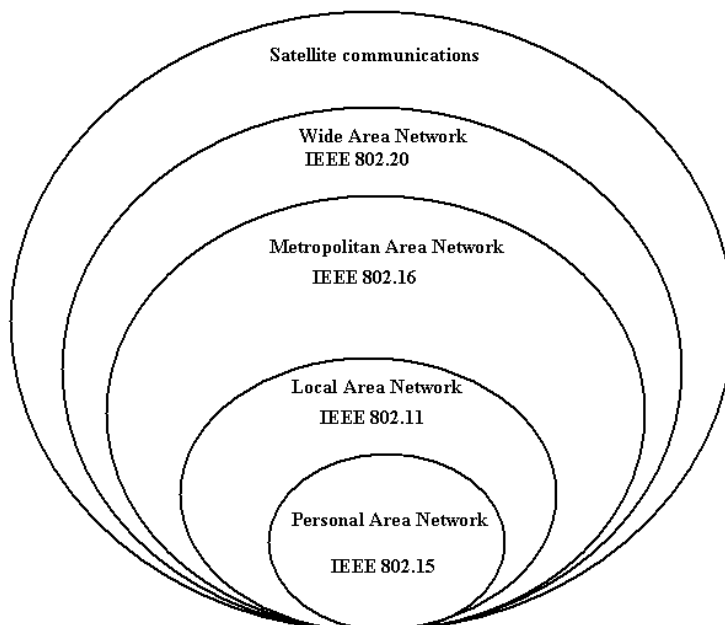 Satellite communications
Wide Area Network
IEEE 802.20
Metropolitan Area Network
IEEE 802.16
Local Area Network
IEEE 802.11
Personal Area Network
IEEE 802.15